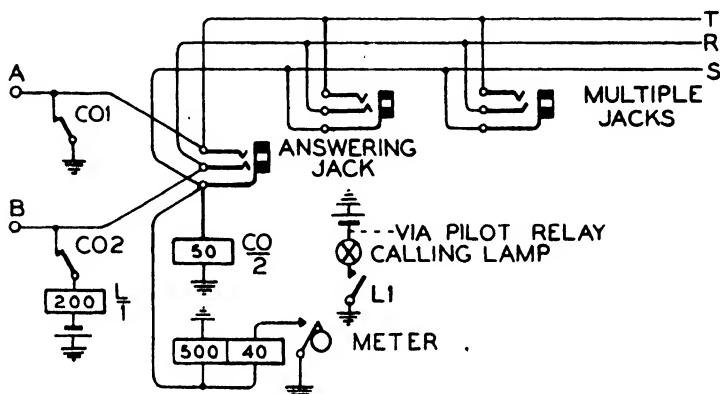 T
R
S
A
CO1
MULTIPLE
JACKS
ANSWERING
JACK
B
CO2
50
CO
2
VIA PILOT RELAY
CALLING LAMP
200
L
1
L1
500
40
METER